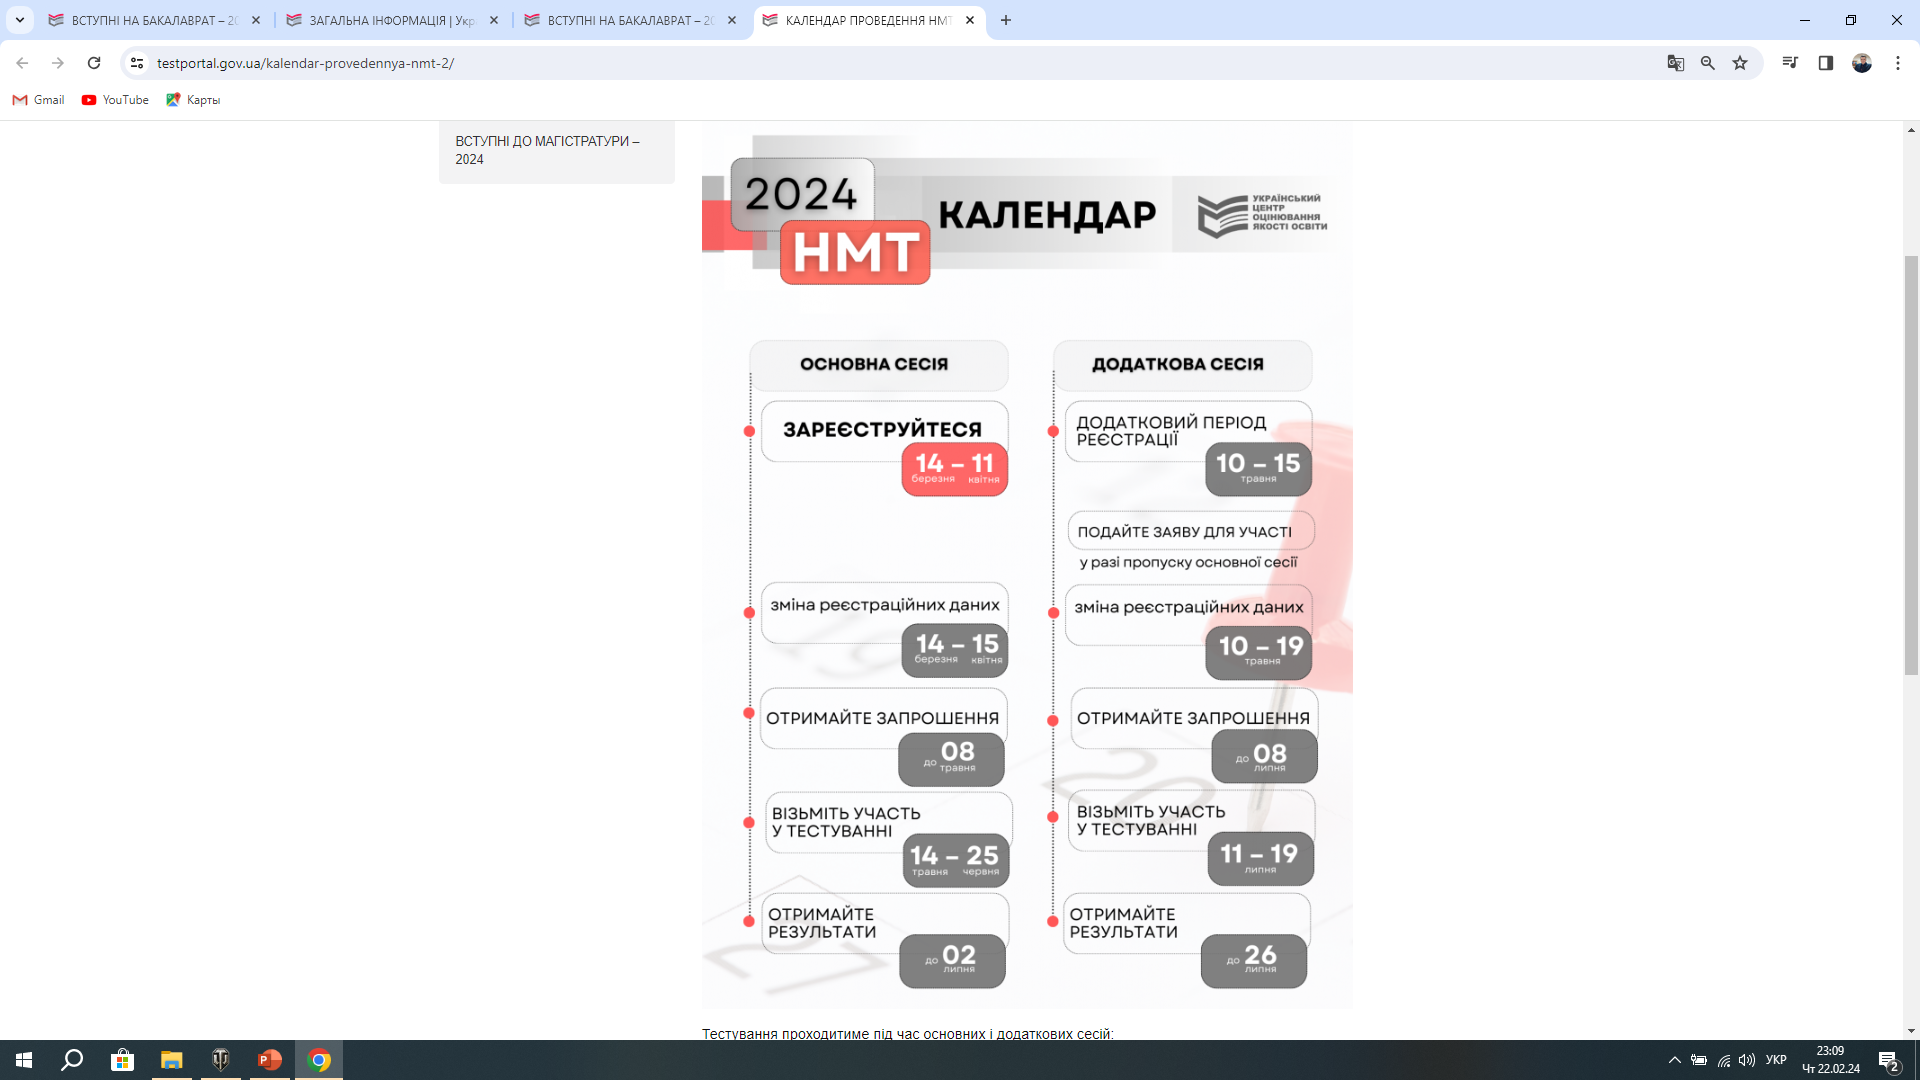 ВСТУПНІ НА БАКАЛАВРАТ – 20
ЗАГАЛЬНА ІНФОРМАЦІЯ | Укр
ВСТУПНІ НА БАКАЛАВРАТ – 20
КАЛЕНДАР ПРОВЕДЕННЯ НМТ
testportal.gov.ua/kalendar-provedennya-nmt-2/
Gmail
YouTube
Карты
ВСТУПНІ ДО МАГІСТРАТУРИ –
2024
2024
НМТ
КАЛЕНДАР
УКРАЇНСЬКИЙ
ЦЕНТР
ОЦІНЮВАННЯ
ЯКОСТІ ОСВІТИ
ОСНОВНА СЕСІЯ
ЗАРЕЄСТРУЙТЕСЯ
14 – 11
березня квітня
зміна реєстраційних даних
14 – 15
березня квітня
ОТРИМАЙТЕ ЗАПРОШЕННЯ
до 08
травня
ВІЗЬМІТЬ УЧАСТЬ
У ТЕСТУВАННІ
14 – 25
травня червня
ОТРИМАЙТЕ
РЕЗУЛЬТАТИ
до 02
липня
ДОДАТКОВА СЕСІЯ
ДОДАТКОВИЙ ПЕРІОД
РЕЄСТРАЦІЇ
10 – 15
травня
ПОДАЙТЕ ЗАЯВУ ДЛЯ УЧАСТІ
у разі пропуску основної сесії
зміна реєстраційних даних
10 – 19
травня
ОТРИМАЙТЕ ЗАПРОШЕННЯ
до 08
липня
ВІЗЬМІТЬ УЧАСТЬ
У ТЕСТУВАННІ
11 – 19
липня
ОТРИМАЙТЕ
РЕЗУЛЬТАТИ
до 26
липня
Тестування проходитиме під час основних і додаткових сесій:
УКР
23:09
Чт 22.02.24
2